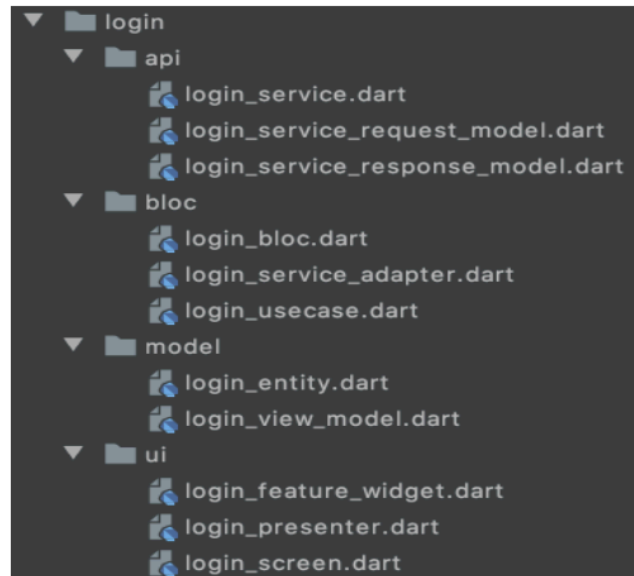 login
api
login_service.dart
login_service_request_model.dart
login_service_response_model.dart
bloc
login_bloc.dart
login_service_adapter.dart
login_usecase.dart
model
login_entity.dart
login_view_model.dart
ui
login_feature_widget.dart
login_presenter.dart
login_screen.dart